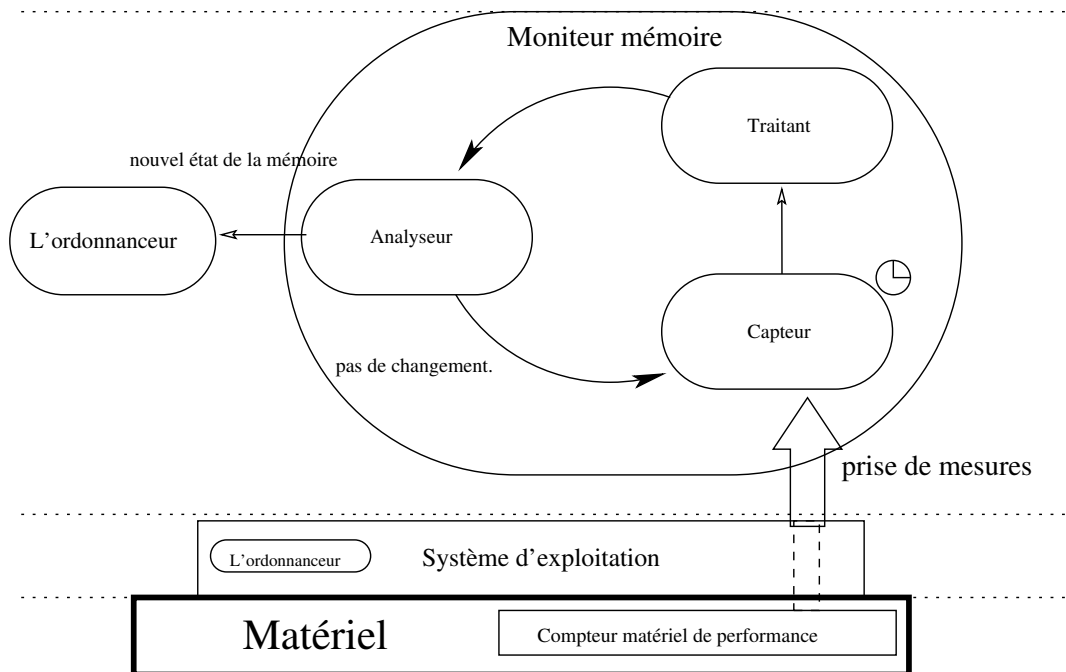 Moniteur mémoire
Traitant
nouvel état de la mémoire
L'ordonnanceur
Analyseur
Capteur
pas de changement.
prise de mesures
L'ordonnanceur
Système d'exploitation
Matériel
Compteur matériel de performance